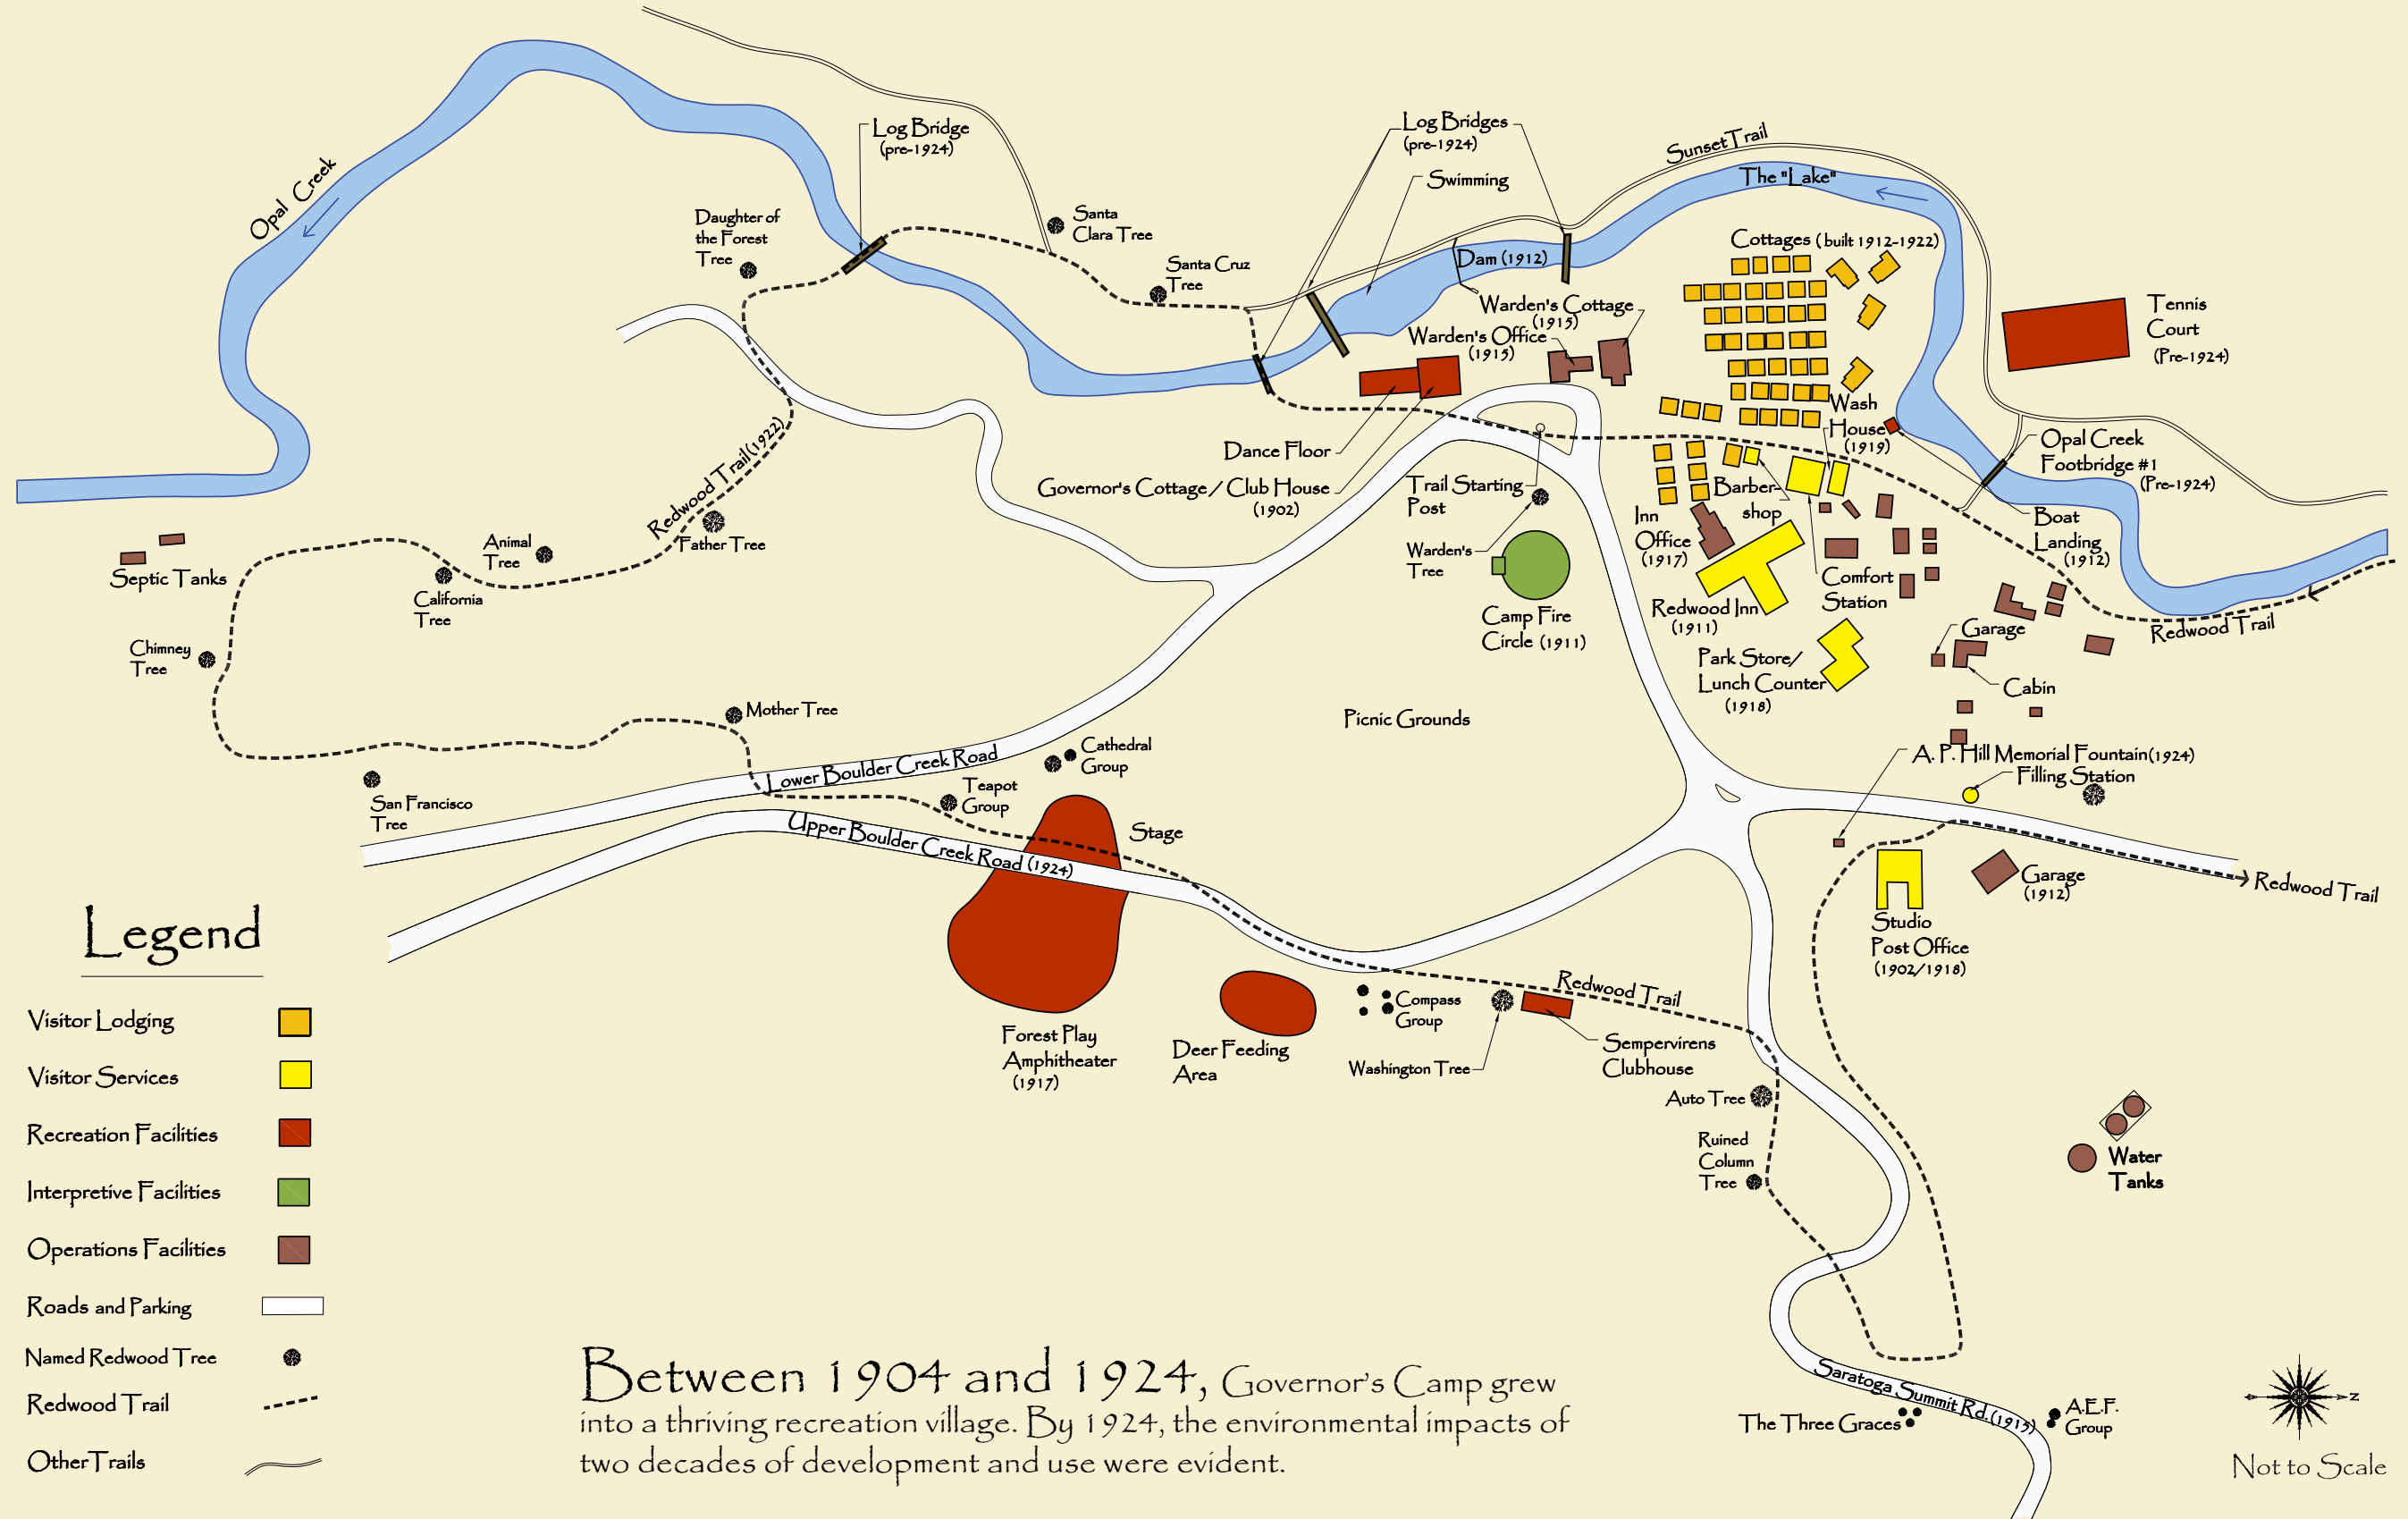 Opal Creek
Log Bridge
(pre-1924)
Log Bridges
(pre-1924)
Swimming
Sunset Trail
The "Lake"
Daughter of
the Forest
Tree
Santa
Clara Tree
Santa Cruz
Tree
Dam (1912)
Cottages (built 1912-1922)
Warden's Cottage
(1915)
Warden's Office
(1915)
Tennis
Court
(Pre-1924)
Wash
House
(1919)
Opal Creek
Footbridge #1
(Pre-1924)
Boat
Landing
(1912)
Dance Floor
Governor's Cottage / Club House
(1902)
Trail Starting
Post
Warden's
Tree
Barber-
shop
Inn
Office
(1917)
Comfort
Station
Redwood Inn
(1911)
Camp Fire
Circle (1911)
Park Store/
Lunch Counter
(1918)
Garage
Cabin
Redwood Trail
Redwood Trail (1922)
Father Tree
Animal
Tree
California
Tree
Septic Tanks
Chimney
Tree
Mother Tree
San Francisco
Tree
Picnic Grounds
Cathedral
Group
Teapot
Group
Lower Boulder Creek Road
Upper Boulder Creek Road (1924)
Stage
A. P. Hill Memorial Fountain (1924)
Filling Station
Garage
(1912)
Redwood Trail
Studio
Post Office
(1902/1918)
Forest Play
Amphitheater
(1917)
Deer Feeding
Area
Compass
Group
Washington Tree
Redwood Trail
Sempervirens
Clubhouse
Auto Tree
Ruined
Column
Tree
Water
Tanks
Saratoga Summit Rd. (1915)
The Three Graces
A.E.F.
Group
Legend
Visitor Lodging
Visitor Services
Recreation Facilities
Interpretive Facilities
Operations Facilities
Roads and Parking
Named Redwood Tree
Redwood Trail
Other Trails
Between 1904 and 1924, Governor's Camp grew
into a thriving recreation village. By 1924, the environmental impacts of
two decades of development and use were evident.
N
Not to Scale